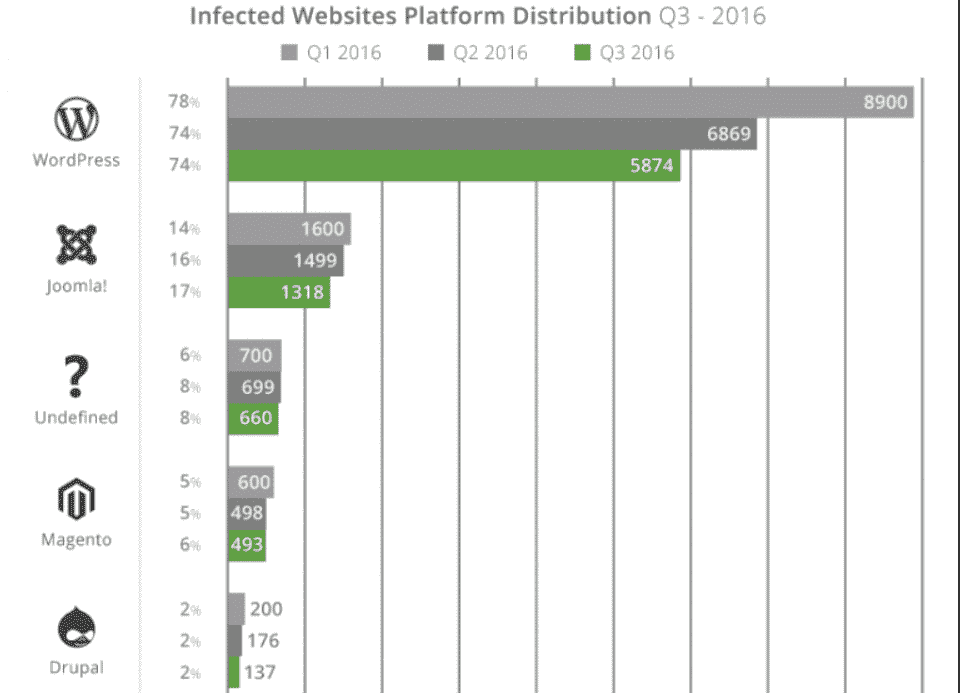 Infected Websites Platform Distribution Q3 - 2016
Q1 2016 Q2 2016 Q3 2016
78% 8900
74% 6869
WordPress
74% 5874
14% 1600
16% 1499
Joomla!
17% 1318
6% 700
?
8% 699
8% 660
Undefined
5% 600
5% 498
6% 493
Magento
2% 200
2% 176
2% 137
Drupal